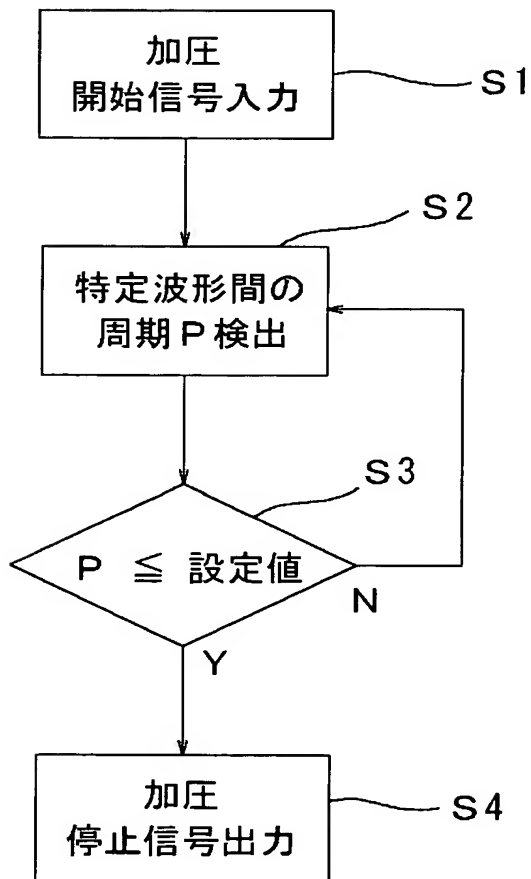 加圧
開始信号入力
S1
S2
特定波形間の
周期P検出
S3
P ≦ 設定値
N
Y
加圧
停止信号出力
S4